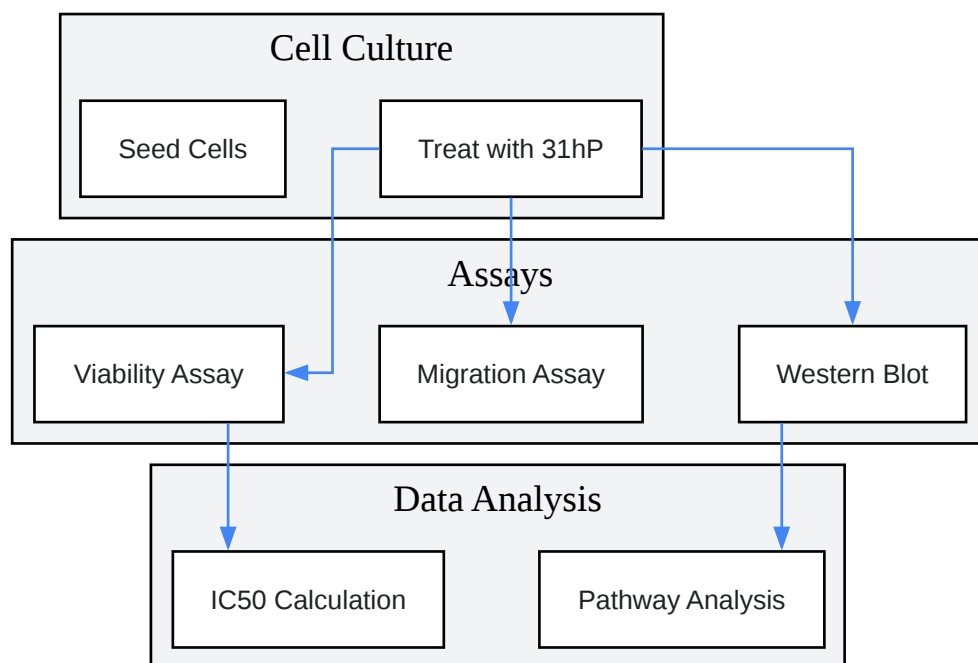 Cell Culture
Seed Cells
Treat with 31hP
Assays
Viability Assay
Migration Assay
Western Blot
Data Analysis
IC50 Calculation
Pathway Analysis